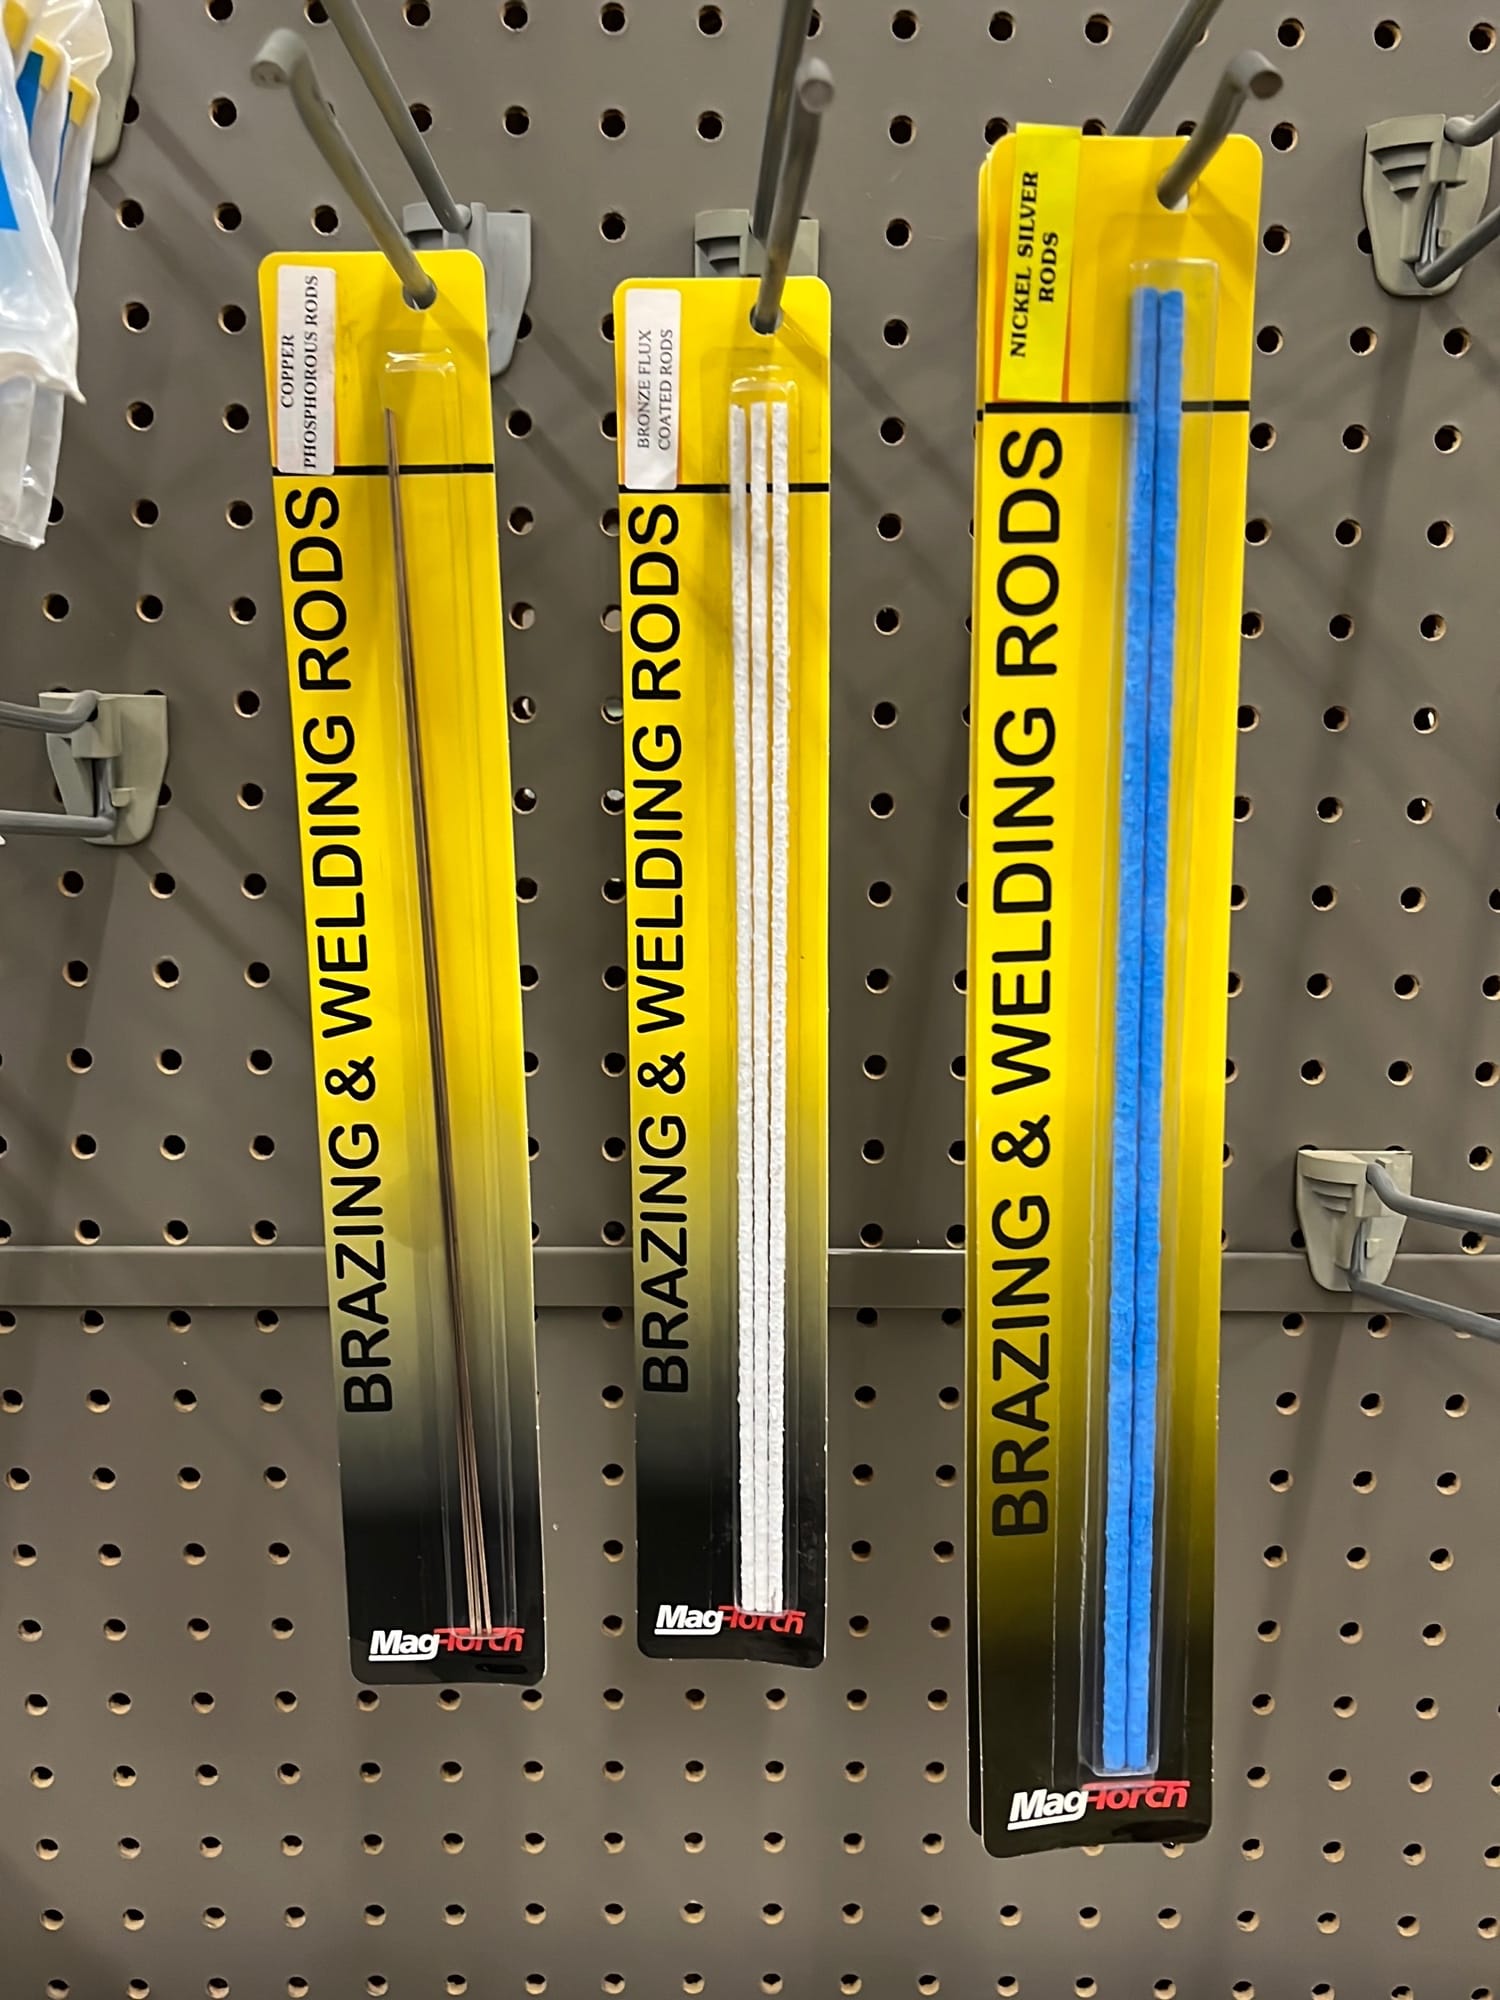 COPPER
PHOSPHOROUS RODS
BRAZING & WELDING RODS
MagTorch
BRONZE FLUX
COATED RODS
BRAZING & WELDING RODS
MagTorch
NICKEL SILVER
RODS
BRAZING & WELDING RODS
MagTorch